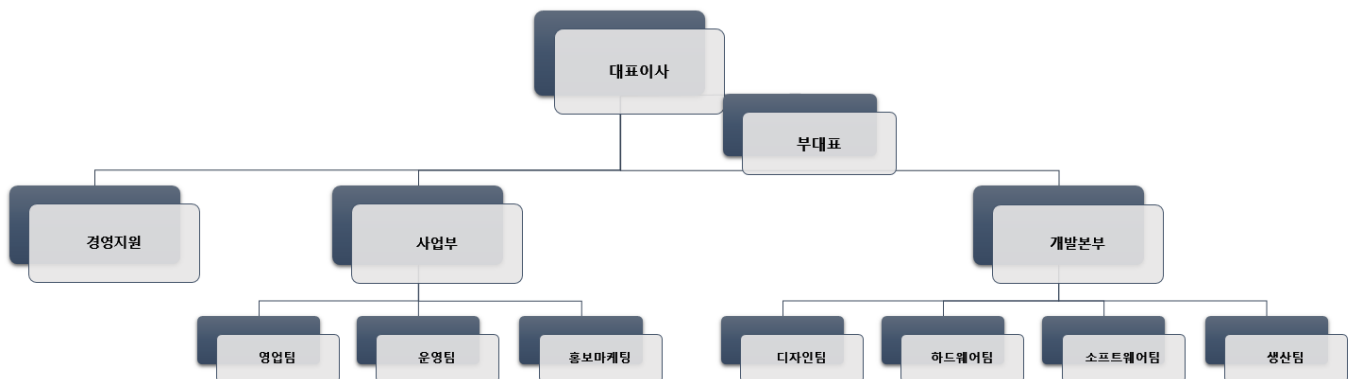 대표이사
부대표
경영지원
사업부
개발본부
영업팀
운영팀
홍보마케팅
디자인팀
하드웨어팀
소프트웨어팀
생산팀